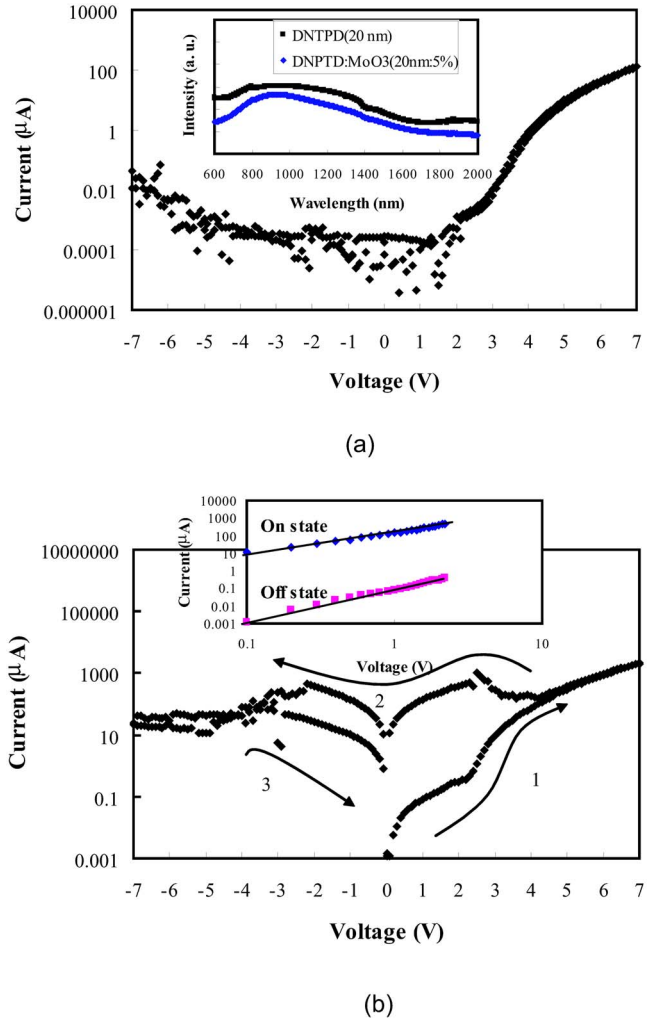 10000
100
1
0.01
0.0001
0.000001
Current (μA)
DNTPD(20 nm)
DNPTD:MoO3(20nm:5%)
Intensity (a. u.)
600 800 1000 1200 1400 1600 1800 2000
Wavelength (nm)
-7 -6 -5 -4 -3 -2 -1 0 1 2 3 4 5 6 7
Voltage (V)
(a)
10000
1000
100
10
1
0.1
0.01
0.001
Current (μA)
On state
Off state
0.1 1 10
Voltage (V)
10000000
100000
1000
10
0.1
0.001
Current (μA)
2
3
1
-7 -6 -5 -4 -3 -2 -1 0 1 2 3 4 5 6 7
Voltage (V)
(b)